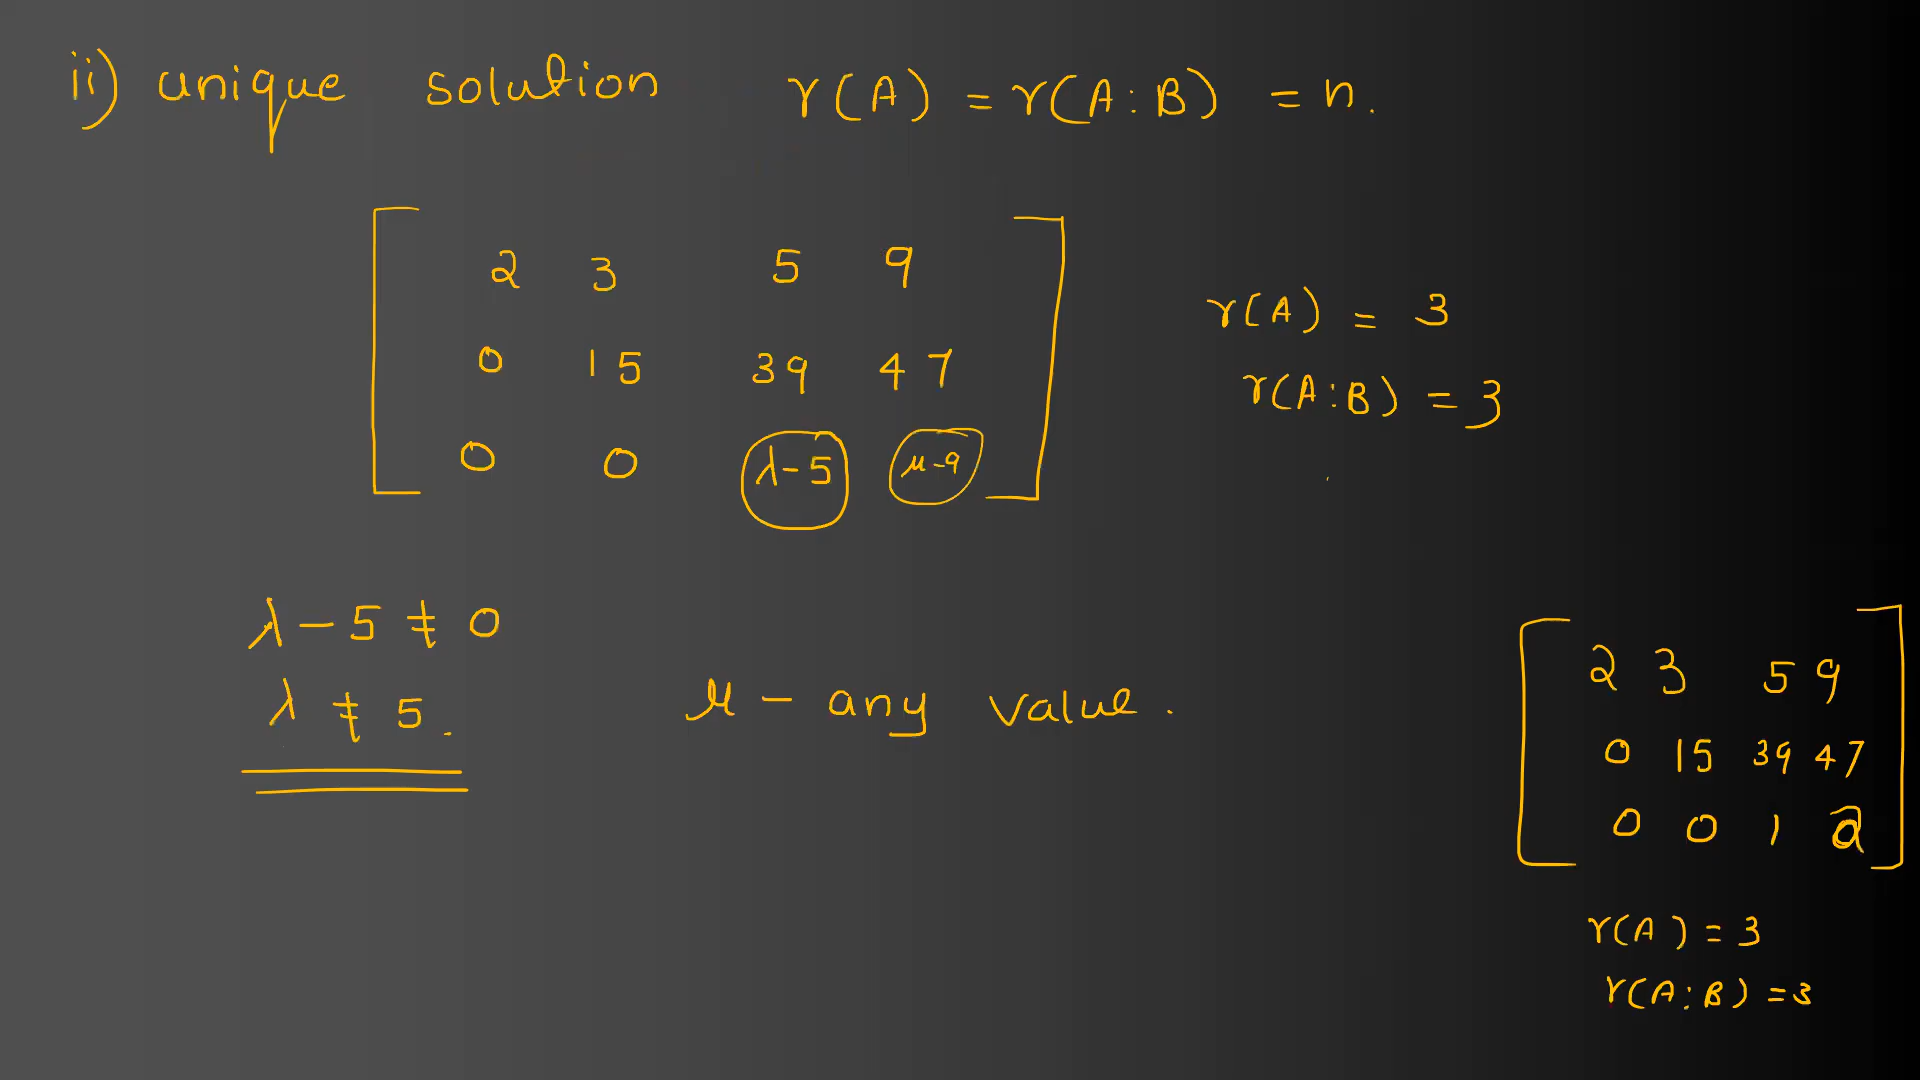 ii) unique solution r(A) = r(A:B) = n.
2 3 5 9
0 15 39 47
0 0 λ-5 μ-9
r(A) = 3
r(A:B) = 3
λ - 5 ≠ 0
λ ≠ 5.
μ - any value.
2 3 5 9
0 15 39 47
0 0 1 2
r(A) = 3
r(A:B) = 3